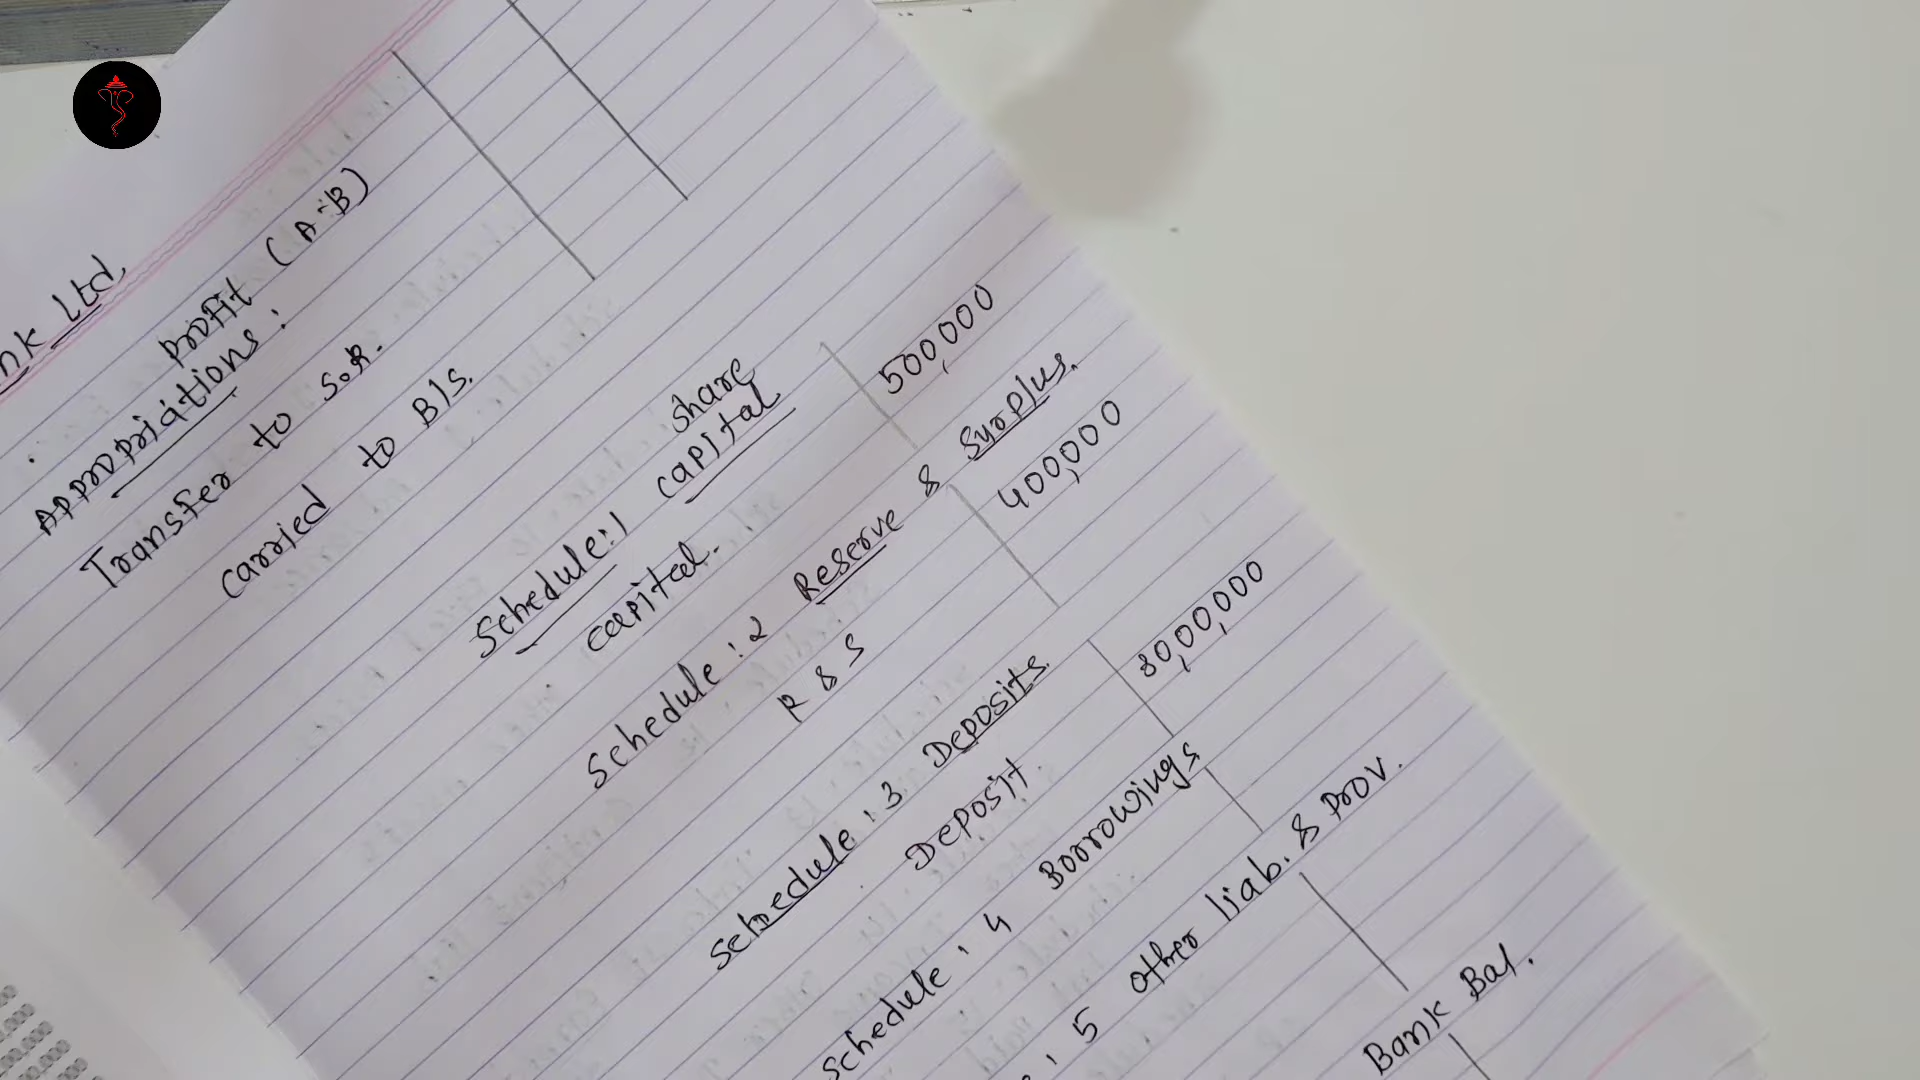 nk Ltd,
Profit (A-B)
Appropriations:
Transfer to S.R.
Carried to B/S.
Schedule:1 share capital
capital. 500,000
Schedule:2 Reserve & Surplus.
R & S 400,000
Schedule:3 Deposits.
Deposit. 30,00,000
Schedule:4 Borrowings
: 5 other liab. & Prov.
Bank Bal.